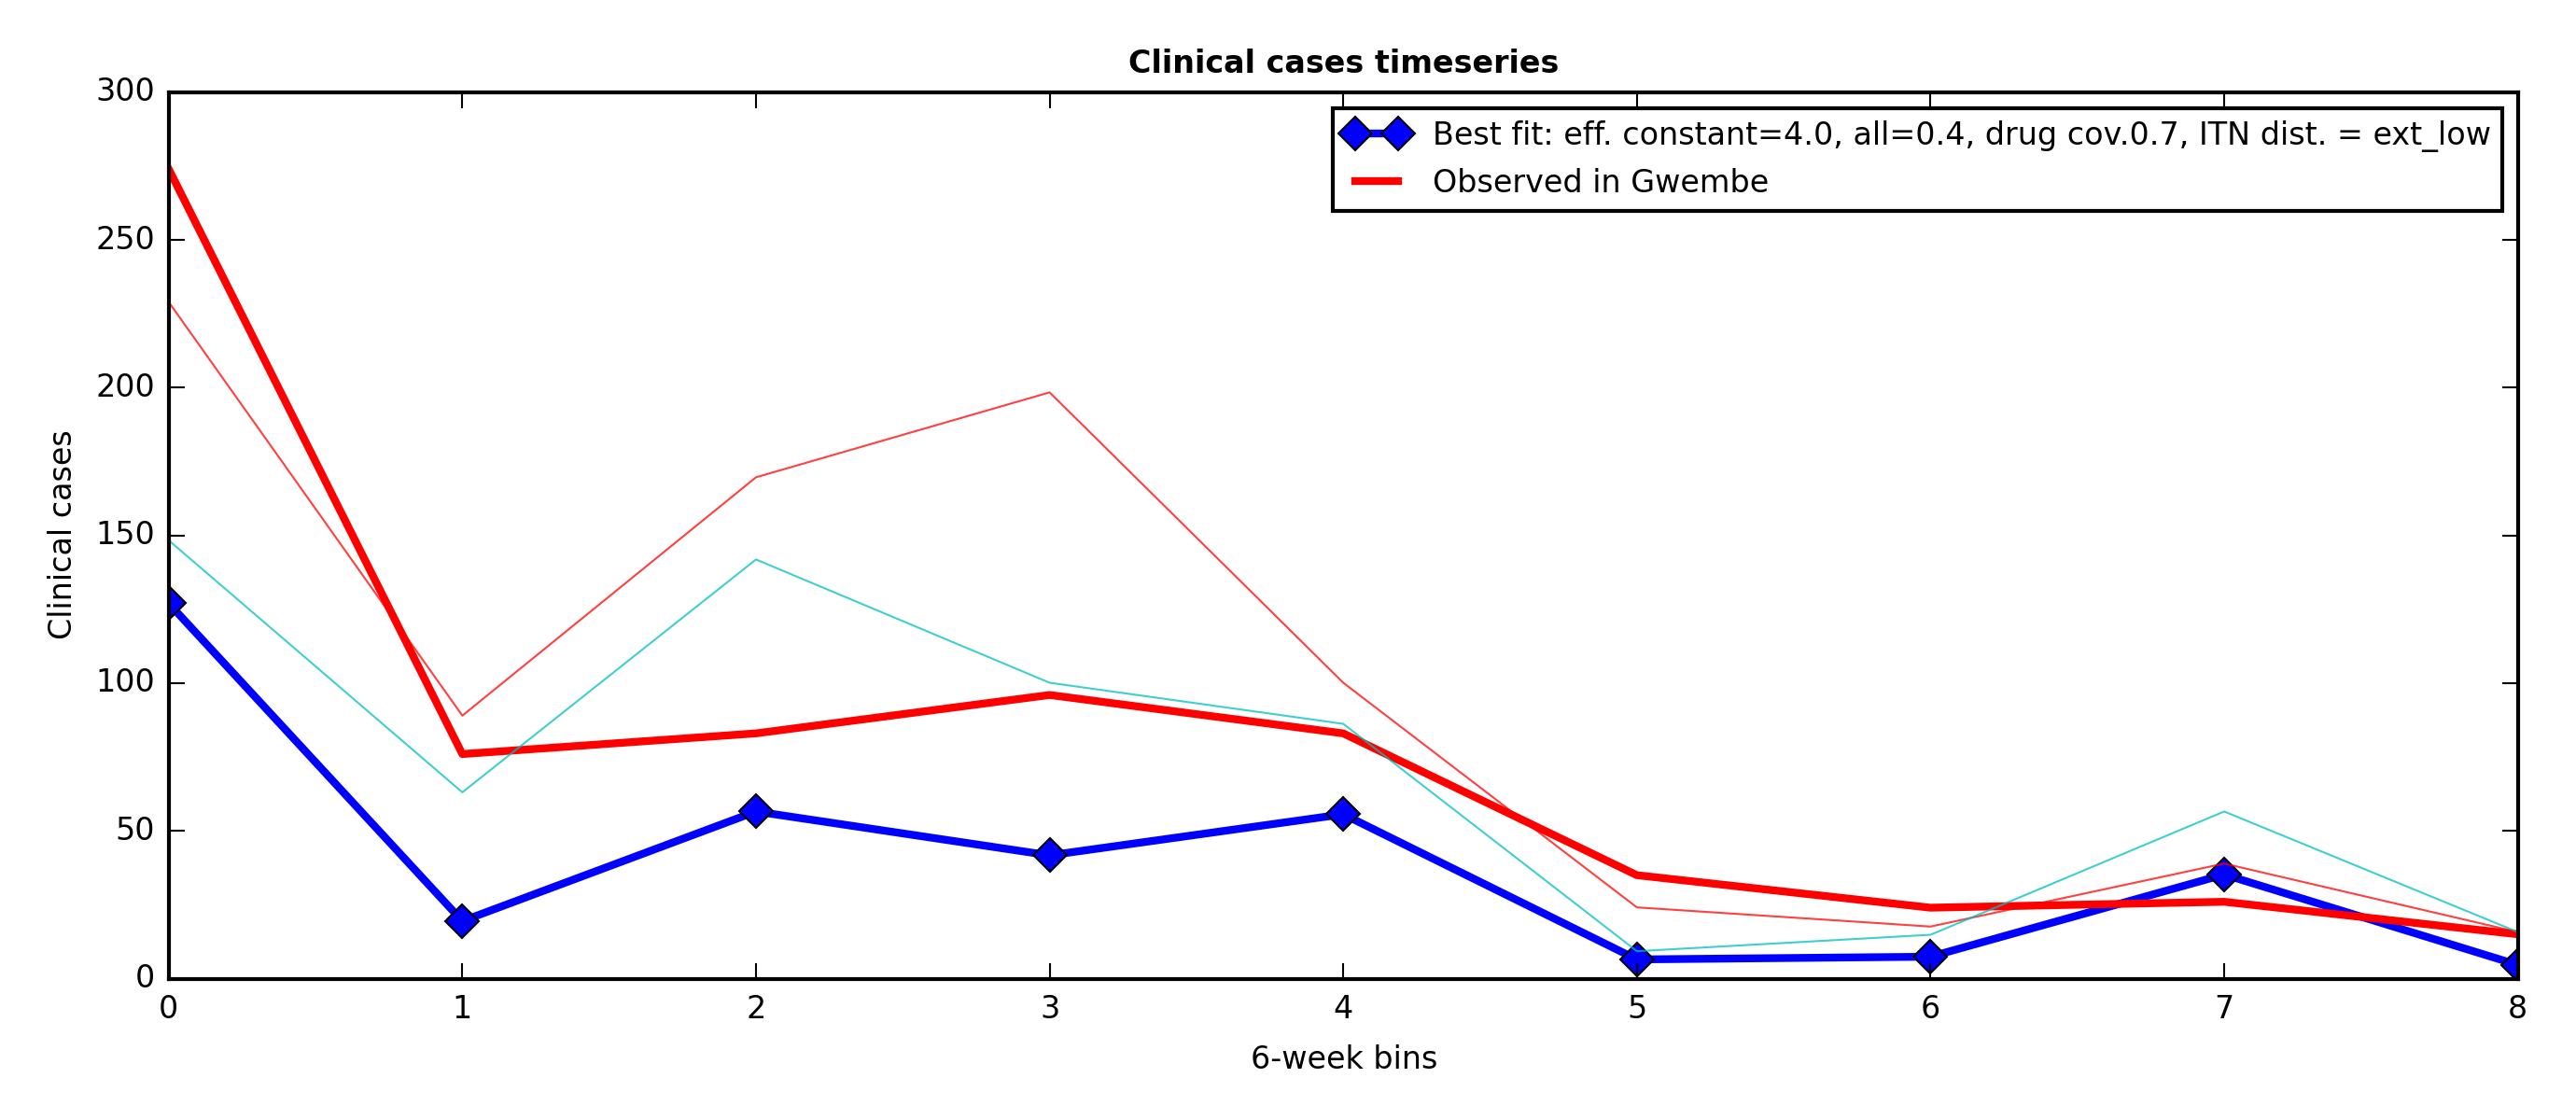 Clinical cases timeseries
300
250
200
150
100
50
0
Clinical cases
Best fit: eff. constant=4.0, all=0.4, drug cov.0.7, ITN dist. = ext_low
Observed in Gwembe
0 1 2 3 4 5 6 7 8
6-week bins